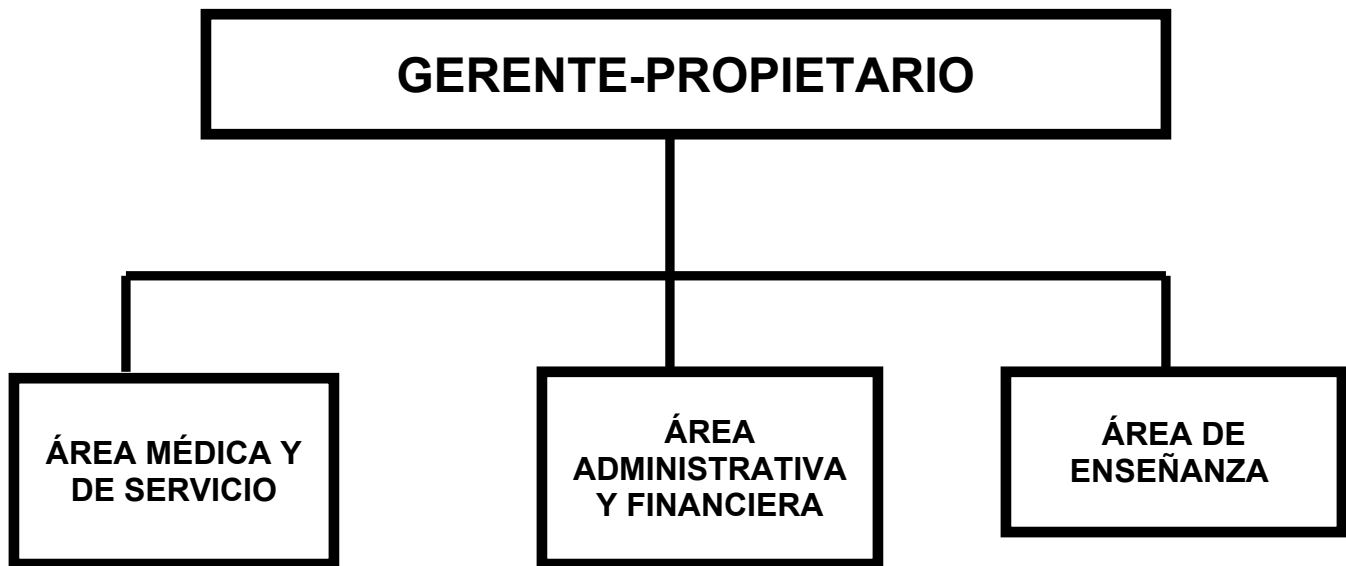 GERENTE-PROPIETARIO
ÁREA MÉDICA Y
DE SERVICIO
ÁREA
ADMINISTRATIVA
Y FINANCIERA
ÁREA DE
ENSEÑANZA